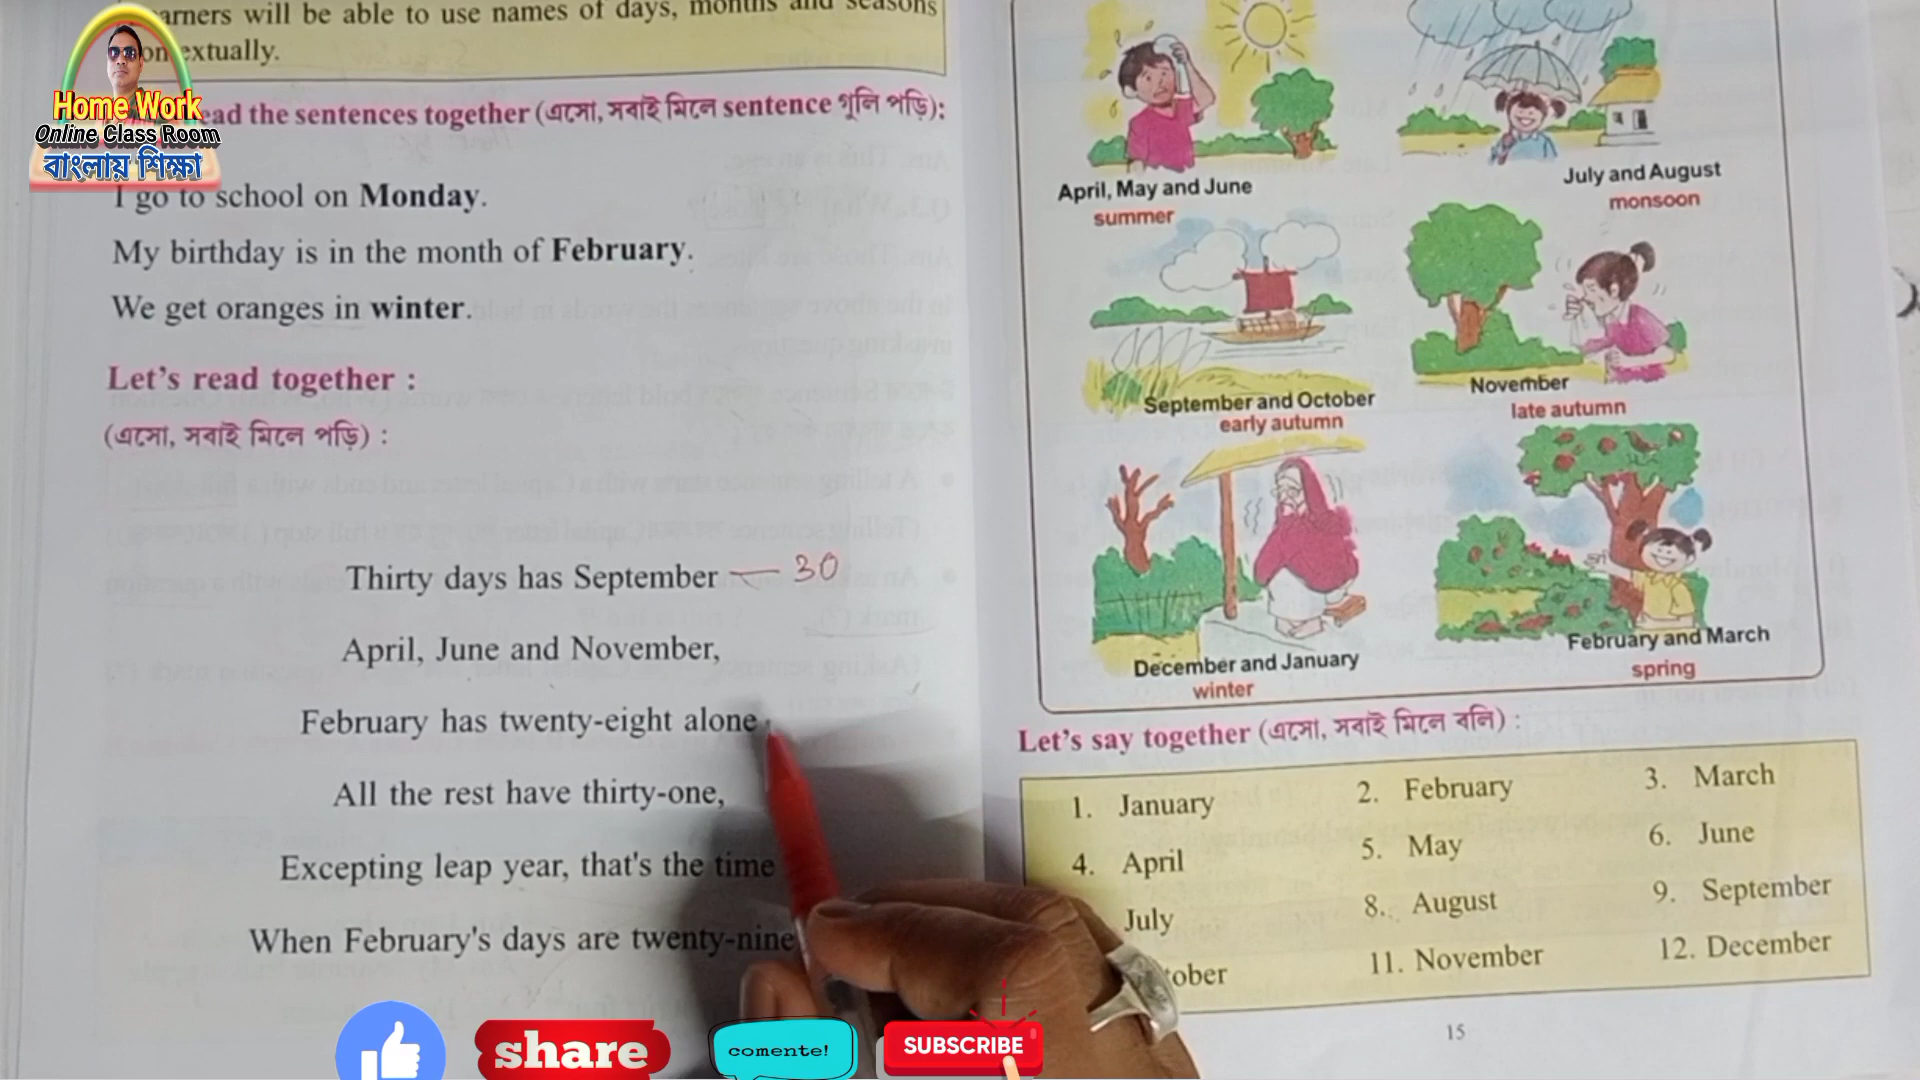 arners will be able to use names of days, months and seasons
on extually.
Home Work
Online Class Room
বাংলায় শিক্ষা
ead the sentences together (এসো, সবাই মিলে sentence গুলি পড়ি):
I go to school on Monday.
My birthday is in the month of February.
We get oranges in winter.
Let's read together :
(এসো, সবাই মিলে পড়ি) :
Thirty days has September — 30
April, June and November,
February has twenty-eight alone
All the rest have thirty-one,
Excepting leap year, that's the time
When February's days are twenty-nine
April, May and June
summer
July and August
monsoon
September and October
early autumn
November
late autumn
December and January
winter
February and March
spring
Let's say together (এসো, সবাই মিলে বলি) :
1. January 2. February 3. March
4. April 5. May 6. June
July 8. August 9. September
tober 11. November 12. December
15
share
comente!
SUBSCRIBE